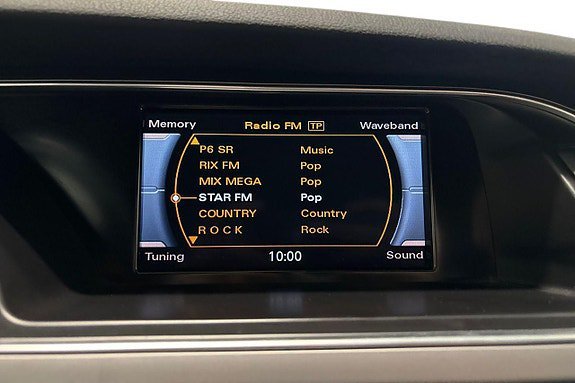 Memory Radio FM TP Waveband
P6 SR Music
RIX FM Pop
MIX MEGA Pop
STAR FM Pop
COUNTRY Country
R O C K Rock
Tuning 10:00 Sound